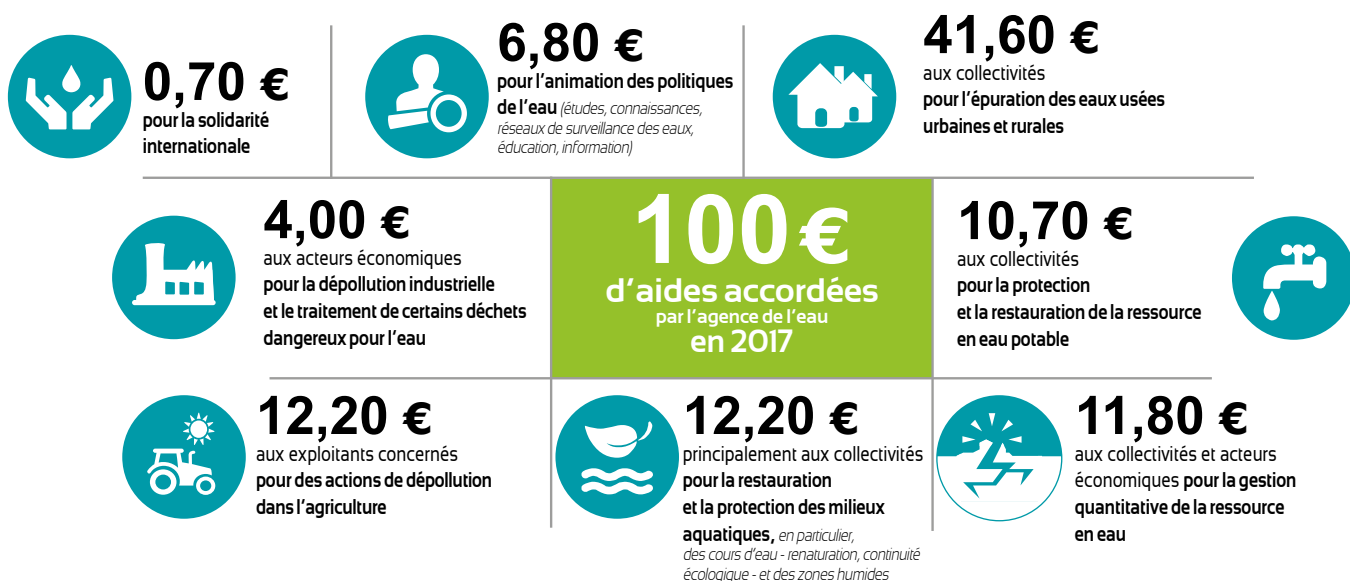 0,70 €
pour la solidarité
internationale
6,80 €
pour l'animation des politiques
de l'eau (études, connaissances,
réseaux de surveillance des eaux,
éducation, information)
41,60 €
aux collectivités
pour l'épuration des eaux usées
urbaines et rurales
4,00 €
aux acteurs économiques
pour la dépollution industrielle
et le traitement de certains déchets
dangereux pour l'eau
100 €
d'aides accordées
par l'agence de l'eau
en 2017
10,70 €
aux collectivités
pour la protection
et la restauration de la ressource
en eau potable
12,20 €
aux exploitants concernés
pour des actions de dépollution
dans l'agriculture
12,20 €
principalement aux collectivités
pour la restauration
et la protection des milieux
aquatiques, en particulier,
des cours d'eau - renaturation, continuité
écologique - et des zones humides
11,80 €
aux collectivités et acteurs
économiques pour la gestion
quantitative de la ressource
en eau